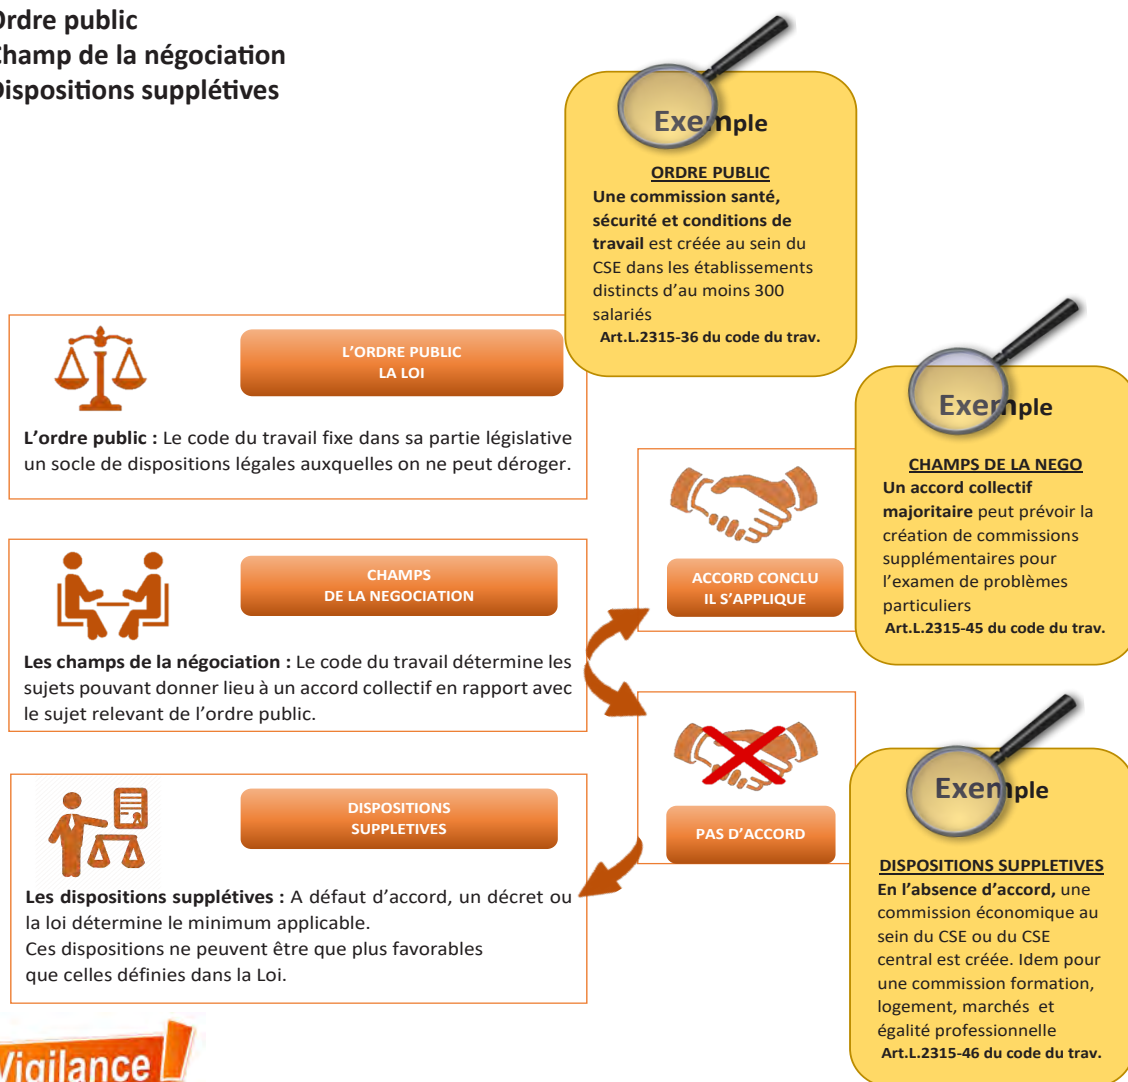 Ordre public
Champ de la négociation
Dispositions supplétives
Exemple
ORDRE PUBLIC
Une commission santé,
sécurité et conditions de
travail est créée au sein du
CSE dans les établissements
distincts d’au moins 300
salariés
Art.L.2315-36 du code du trav.
L’ORDRE PUBLIC
LA LOI
L’ordre public : Le code du travail fixe dans sa partie législative
un socle de dispositions légales auxquelles on ne peut déroger.
Exemple
CHAMPS DE LA NEGO
Un accord collectif
majoritaire peut prévoir la
création de commissions
supplémentaires pour
l’examen de problèmes
particuliers
Art.L.2315-45 du code du trav.
CHAMPS
DE LA NEGOCIATION
Les champs de la négociation : Le code du travail détermine les
sujets pouvant donner lieu à un accord collectif en rapport avec
le sujet relevant de l’ordre public.
ACCORD CONCLU
IL S’APPLIQUE
PAS D’ACCORD
DISPOSITIONS
SUPPLETIVES
Les dispositions supplétives : A défaut d’accord, un décret ou
la loi détermine le minimum applicable.
Ces dispositions ne peuvent être que plus favorables
que celles définies dans la Loi.
Exemple
DISPOSITIONS SUPPLETIVES
En l’absence d’accord, une
commission économique au
sein du CSE ou du CSE
central est créée. Idem pour
une commission formation,
logement, marchés et
égalité professionnelle
Art.L.2315-46 du code du trav.
Vigilance !